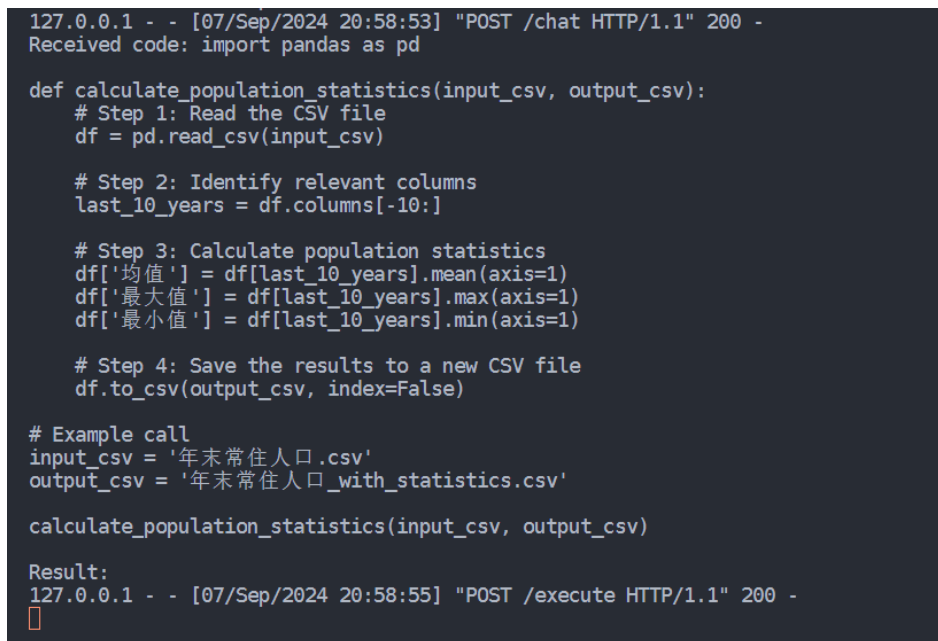 127.0.0.1 - - [07/Sep/2024 20:58:53] "POST /chat HTTP/1.1" 200 -
Received code: import pandas as pd

def calculate_population_statistics(input_csv, output_csv):
    # Step 1: Read the CSV file
    df = pd.read_csv(input_csv)

    # Step 2: Identify relevant columns
    last_10_years = df.columns[-10:]

    # Step 3: Calculate population statistics
    df['均值'] = df[last_10_years].mean(axis=1)
    df['最大值'] = df[last_10_years].max(axis=1)
    df['最小值'] = df[last_10_years].min(axis=1)

    # Step 4: Save the results to a new CSV file
    df.to_csv(output_csv, index=False)

# Example call
input_csv = '年末常住人口.csv'
output_csv = '年末常住人口_with_statistics.csv'

calculate_population_statistics(input_csv, output_csv)

Result:
127.0.0.1 - - [07/Sep/2024 20:58:55] "POST /execute HTTP/1.1" 200 -